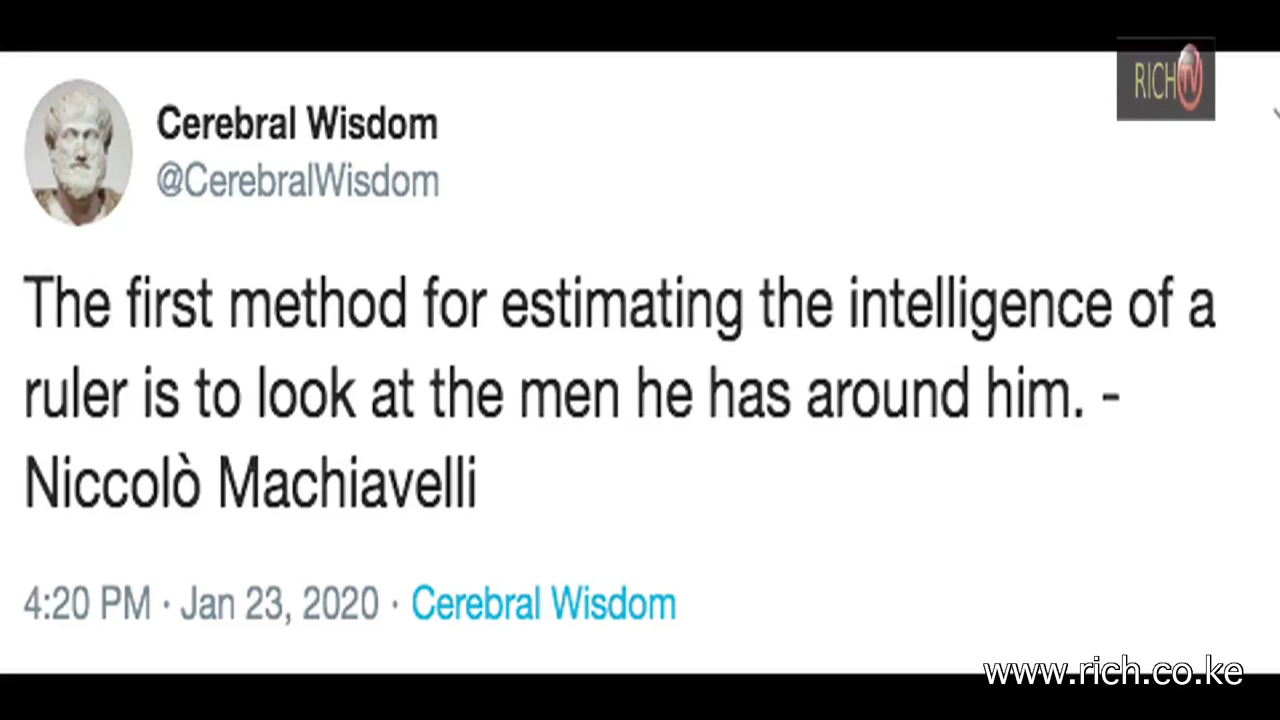 RICH TV
Cerebral Wisdom
@CerebralWisdom
The first method for estimating the intelligence of a
ruler is to look at the men he has around him. -
Niccolò Machiavelli
4:20 PM · Jan 23, 2020 · Cerebral Wisdom
www.rich.co.ke